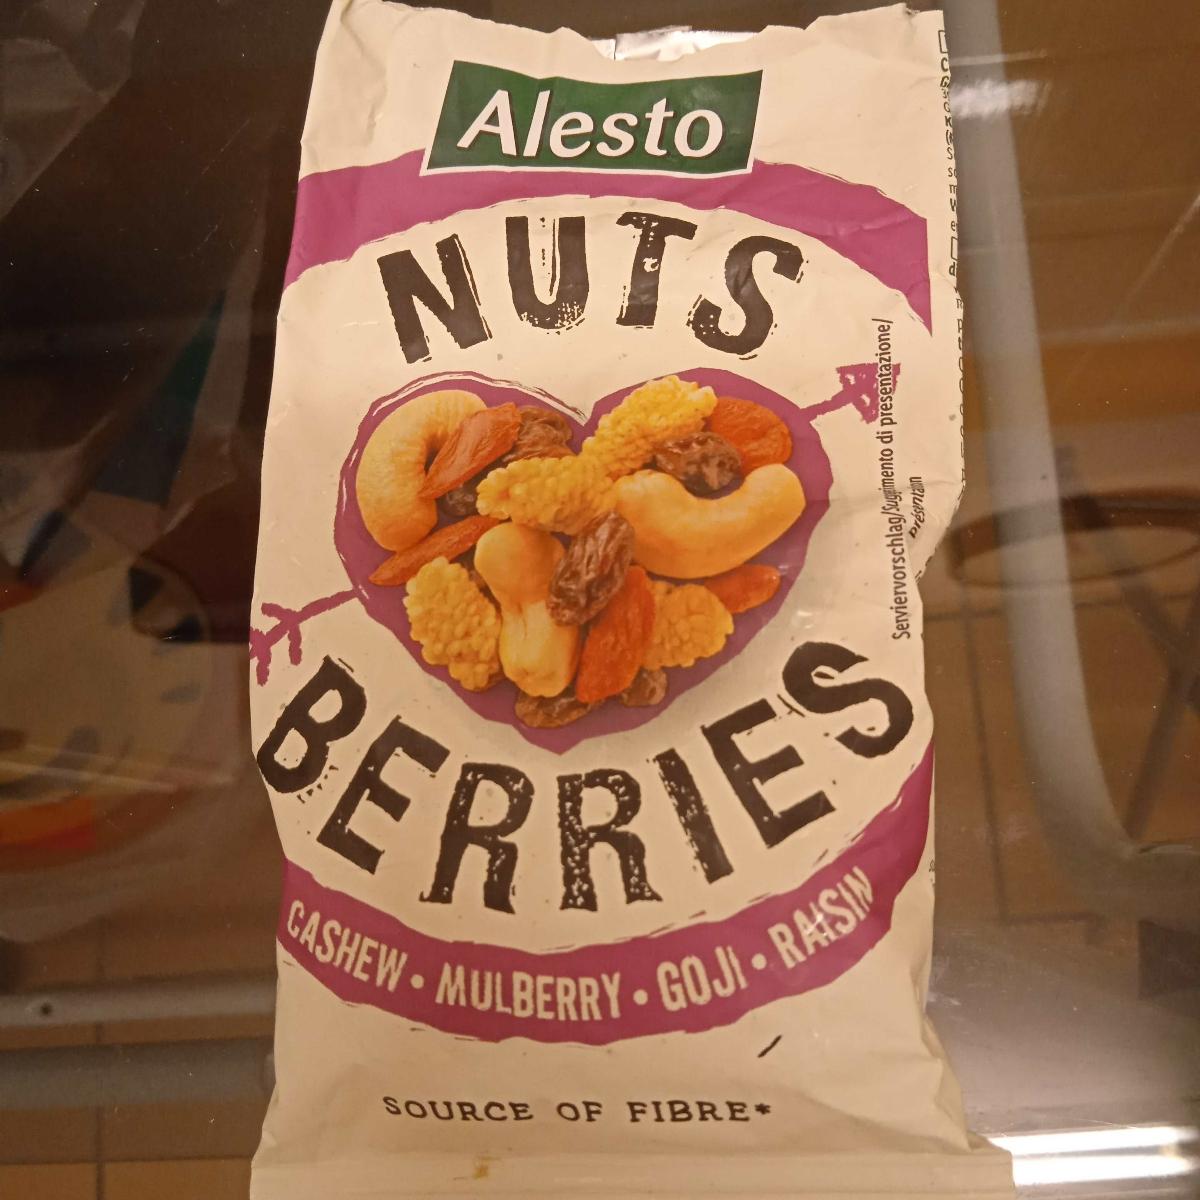 Alesto
NUTS
BERRIES
CASHEW • MULBERRY • GOJI • RAISIN
SOURCE OF FIBRE*
Serviervorschlag/Suggerimento di presentazione/